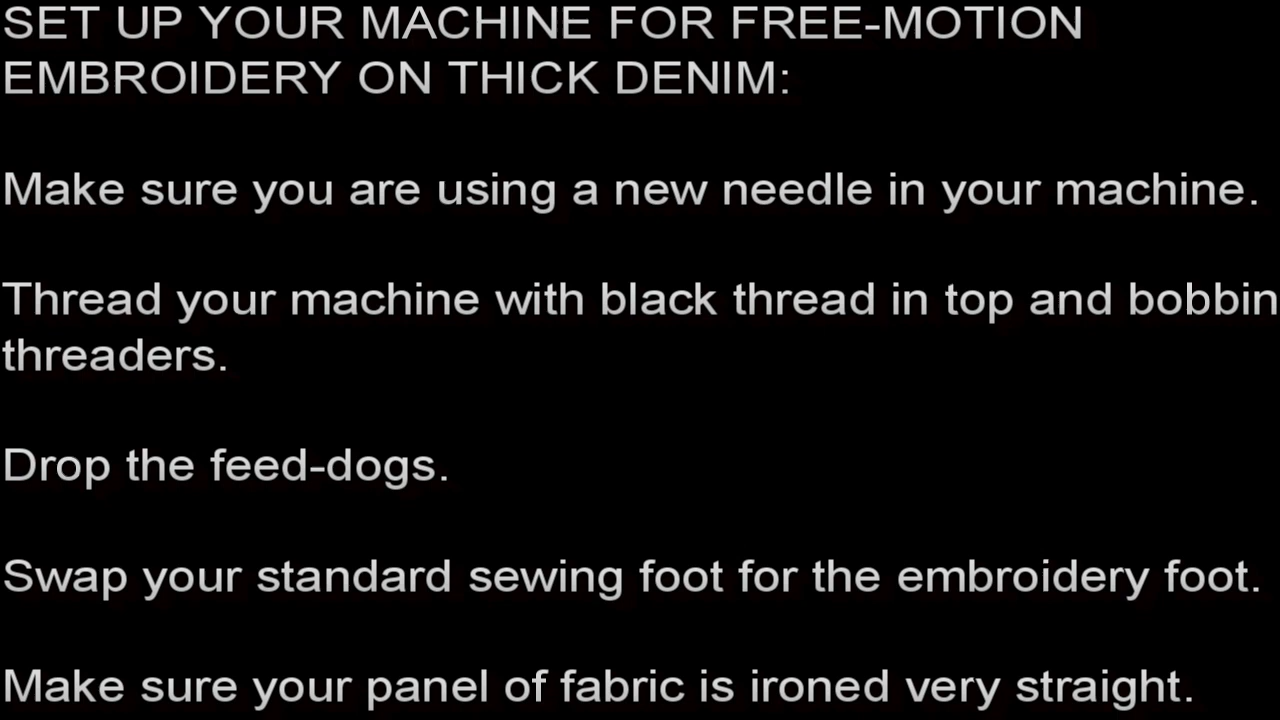 SET UP YOUR MACHINE FOR FREE-MOTION
EMBROIDERY ON THICK DENIM:
Make sure you are using a new needle in your machine.
Thread your machine with black thread in top and bobbin
threaders.
Drop the feed-dogs.
Swap your standard sewing foot for the embroidery foot.
Make sure your panel of fabric is ironed very straight.